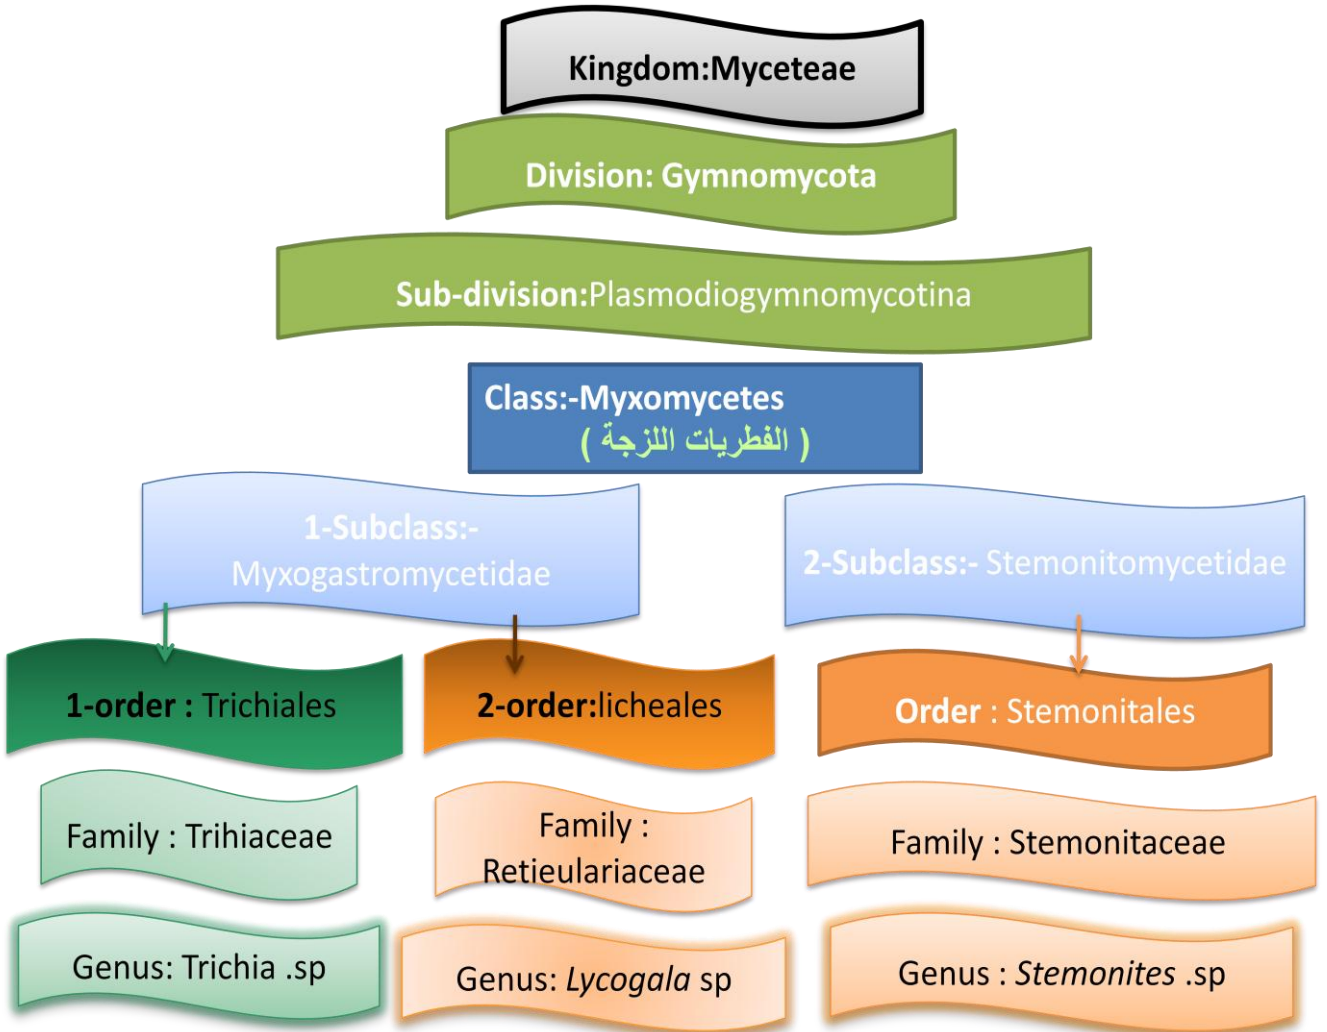 Kingdom:Myceteae
Division: Gymnomycota
Sub-division:Plasmodiogymnomycotina
Class:-Myxomycetes
( الفطريات اللزجة )
1-Subclass:-
Myxogastromycetidae
2-Subclass:- Stemonitomycetidae
1-order : Trichiales
2-order:licheales
Order : Stemonitales
Family : Trihiaceae
Family :
Retieulariaceae
Family : Stemonitaceae
Genus: Trichia .sp
Genus: Lycogala sp
Genus : Stemonites .sp